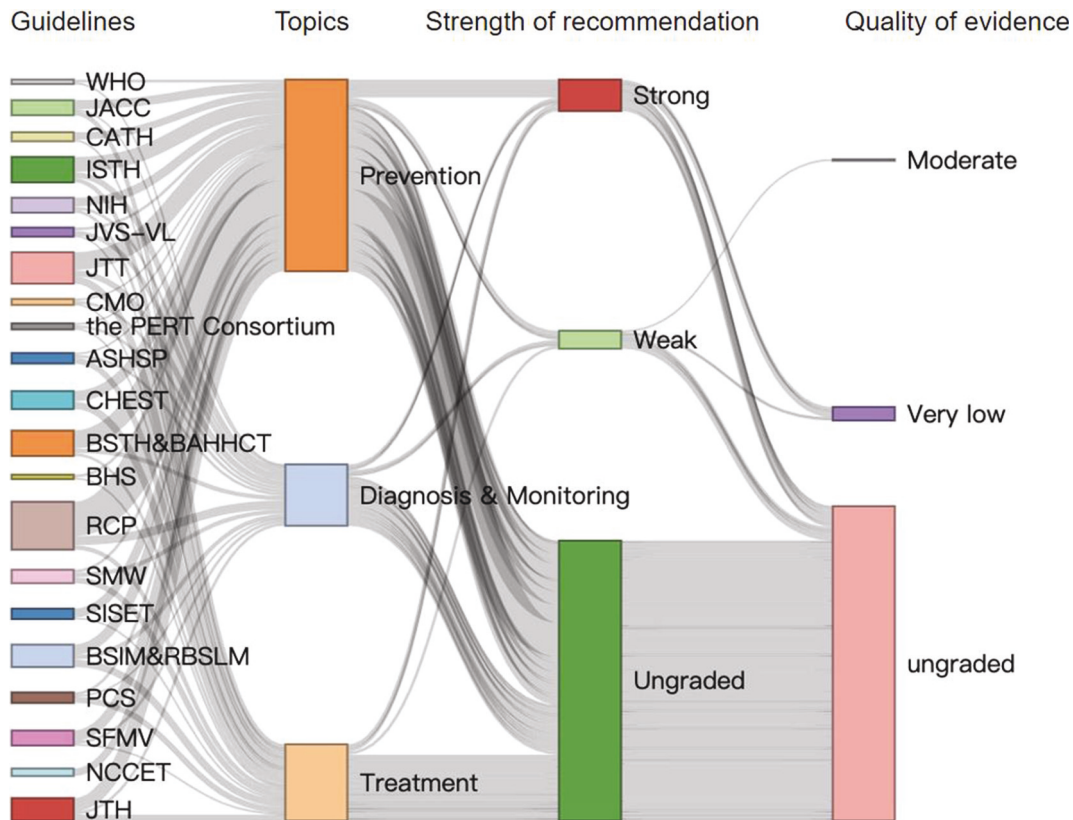 Guidelines Topics Strength of recommendation Quality of evidence
WHO
JACC
CATH
ISTH
NIH
JVS-VL
JTT
CMO
the PERT Consortium
ASHSP
CHEST
BSTH&BAHHCT
BHS
RCP
SMW
SISET
BSIM&RBSLM
PCS
SFMV
NCCET
JTH
Prevention
Diagnosis & Monitoring
Treatment
Strong
Weak
Ungraded
Moderate
Very low
ungraded